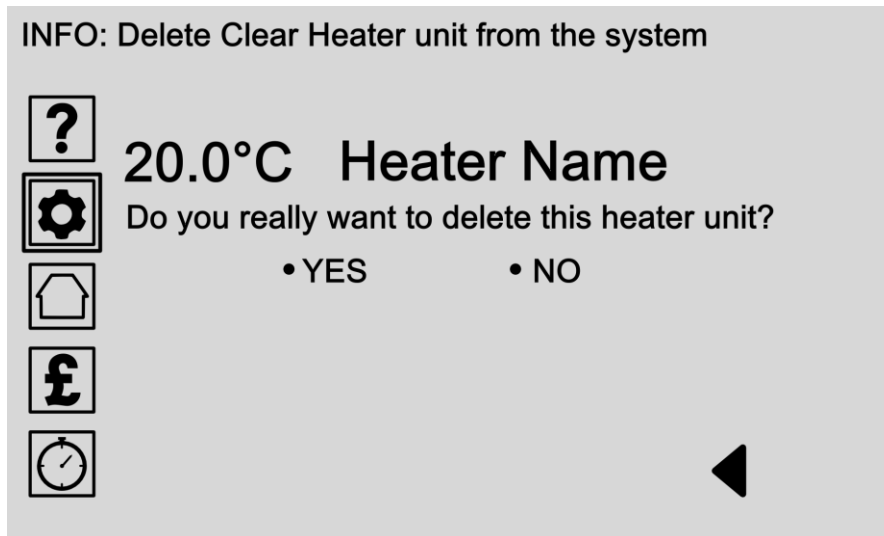 INFO: Delete Clear Heater unit from the system
?
20.0°C Heater Name
Do you really want to delete this heater unit?
• YES • NO
£